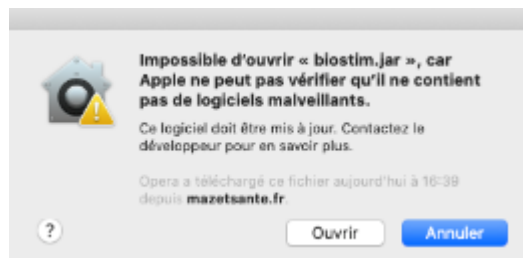 Impossible d'ouvrir « biostim.jar », car
Apple ne peut pas vérifier qu'il ne contient
pas de logiciels malveillants.
Ce logiciel doit être mis à jour. Contactez le
développeur pour en savoir plus.
Opera a téléchargé ce fichier aujourd'hui à 16:39
depuis mazetsante.fr.
?
Ouvrir
Annuler